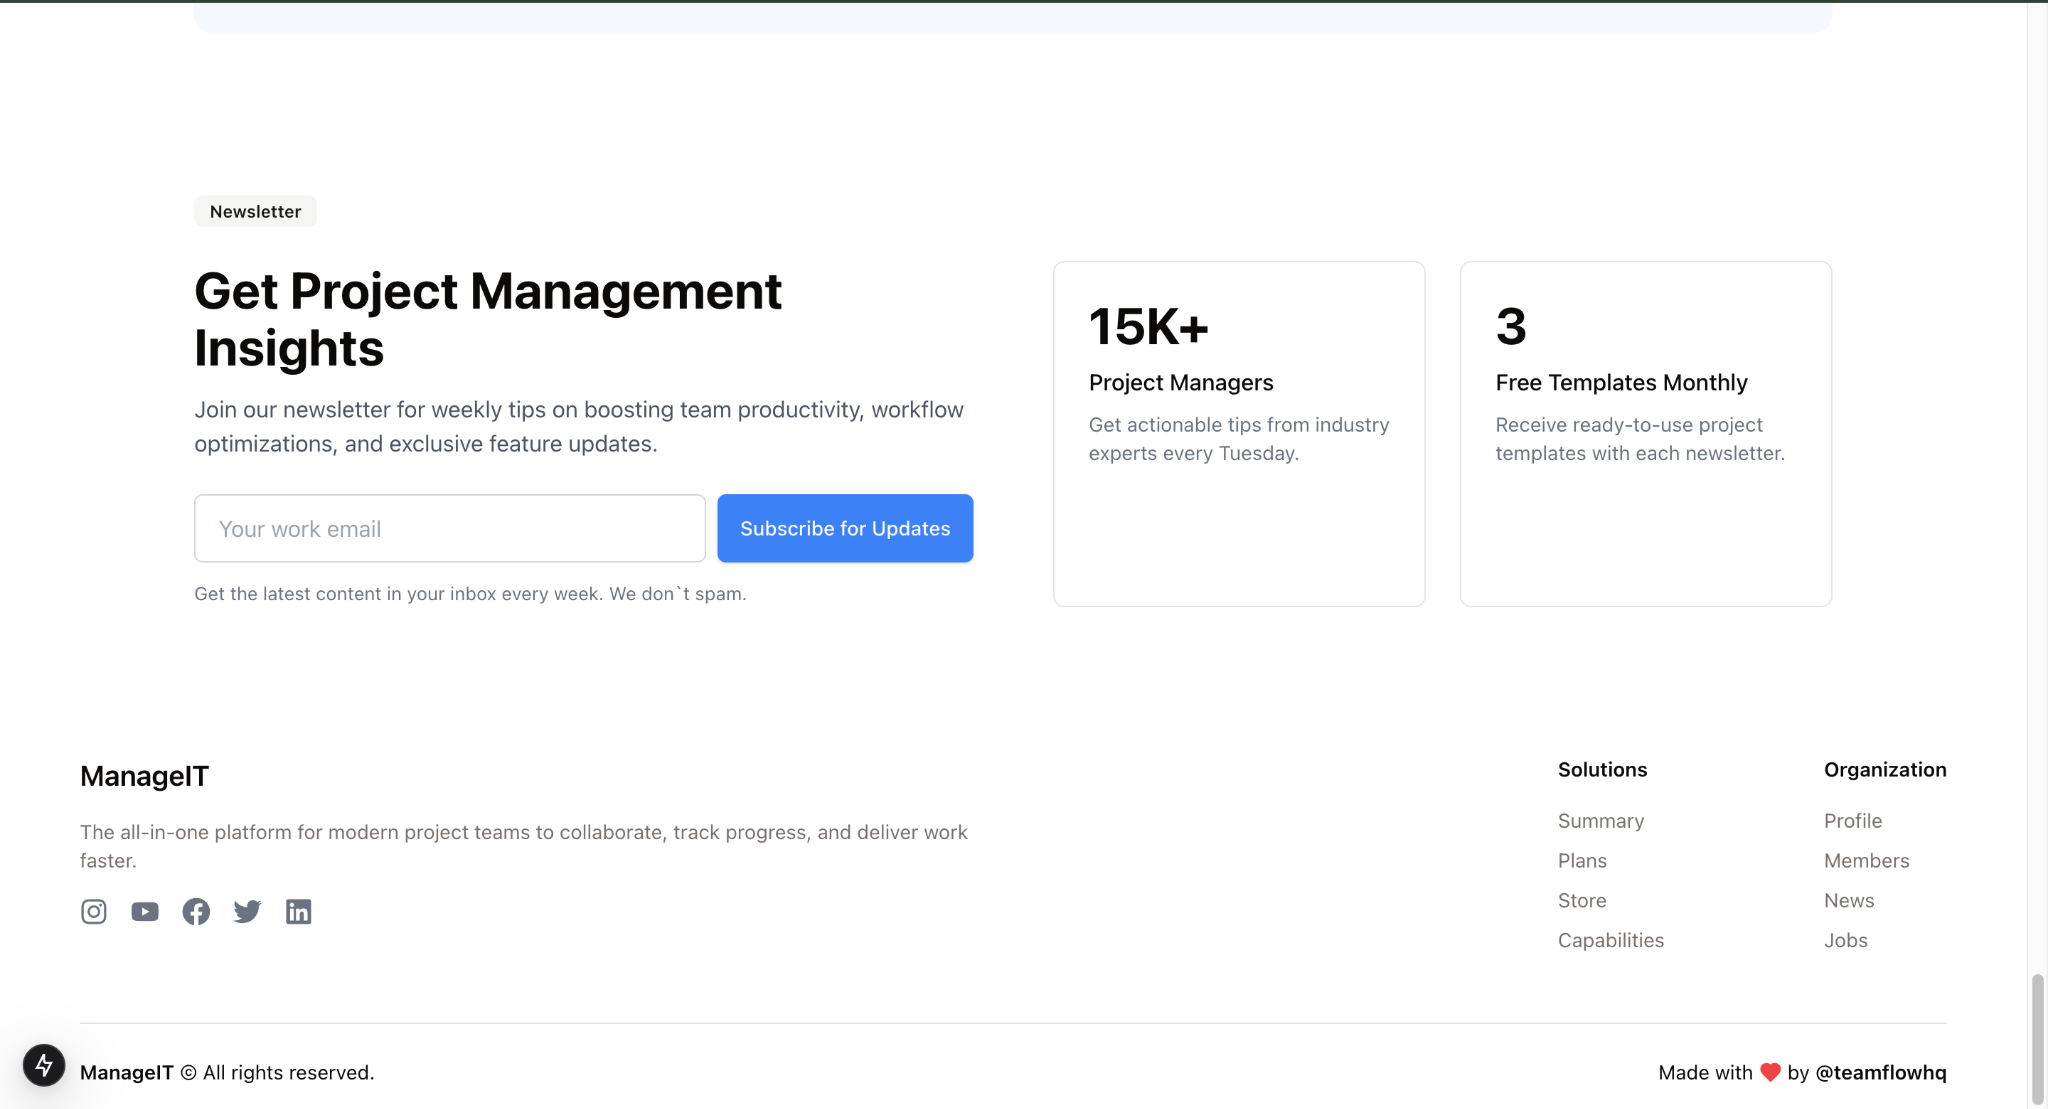 Newsletter
Get Project Management
Insights
Join our newsletter for weekly tips on boosting team productivity, workflow
optimizations, and exclusive feature updates.
Your work email
Subscribe for Updates
Get the latest content in your inbox every week. We don`t spam.
15K+
Project Managers
Get actionable tips from industry
experts every Tuesday.
3
Free Templates Monthly
Receive ready-to-use project
templates with each newsletter.
ManageIT
The all-in-one platform for modern project teams to collaborate, track progress, and deliver work
faster.
Solutions
Summary
Plans
Store
Capabilities
Organization
Profile
Members
News
Jobs
ManageIT © All rights reserved.
Made with ❤️ by @teamflowhq